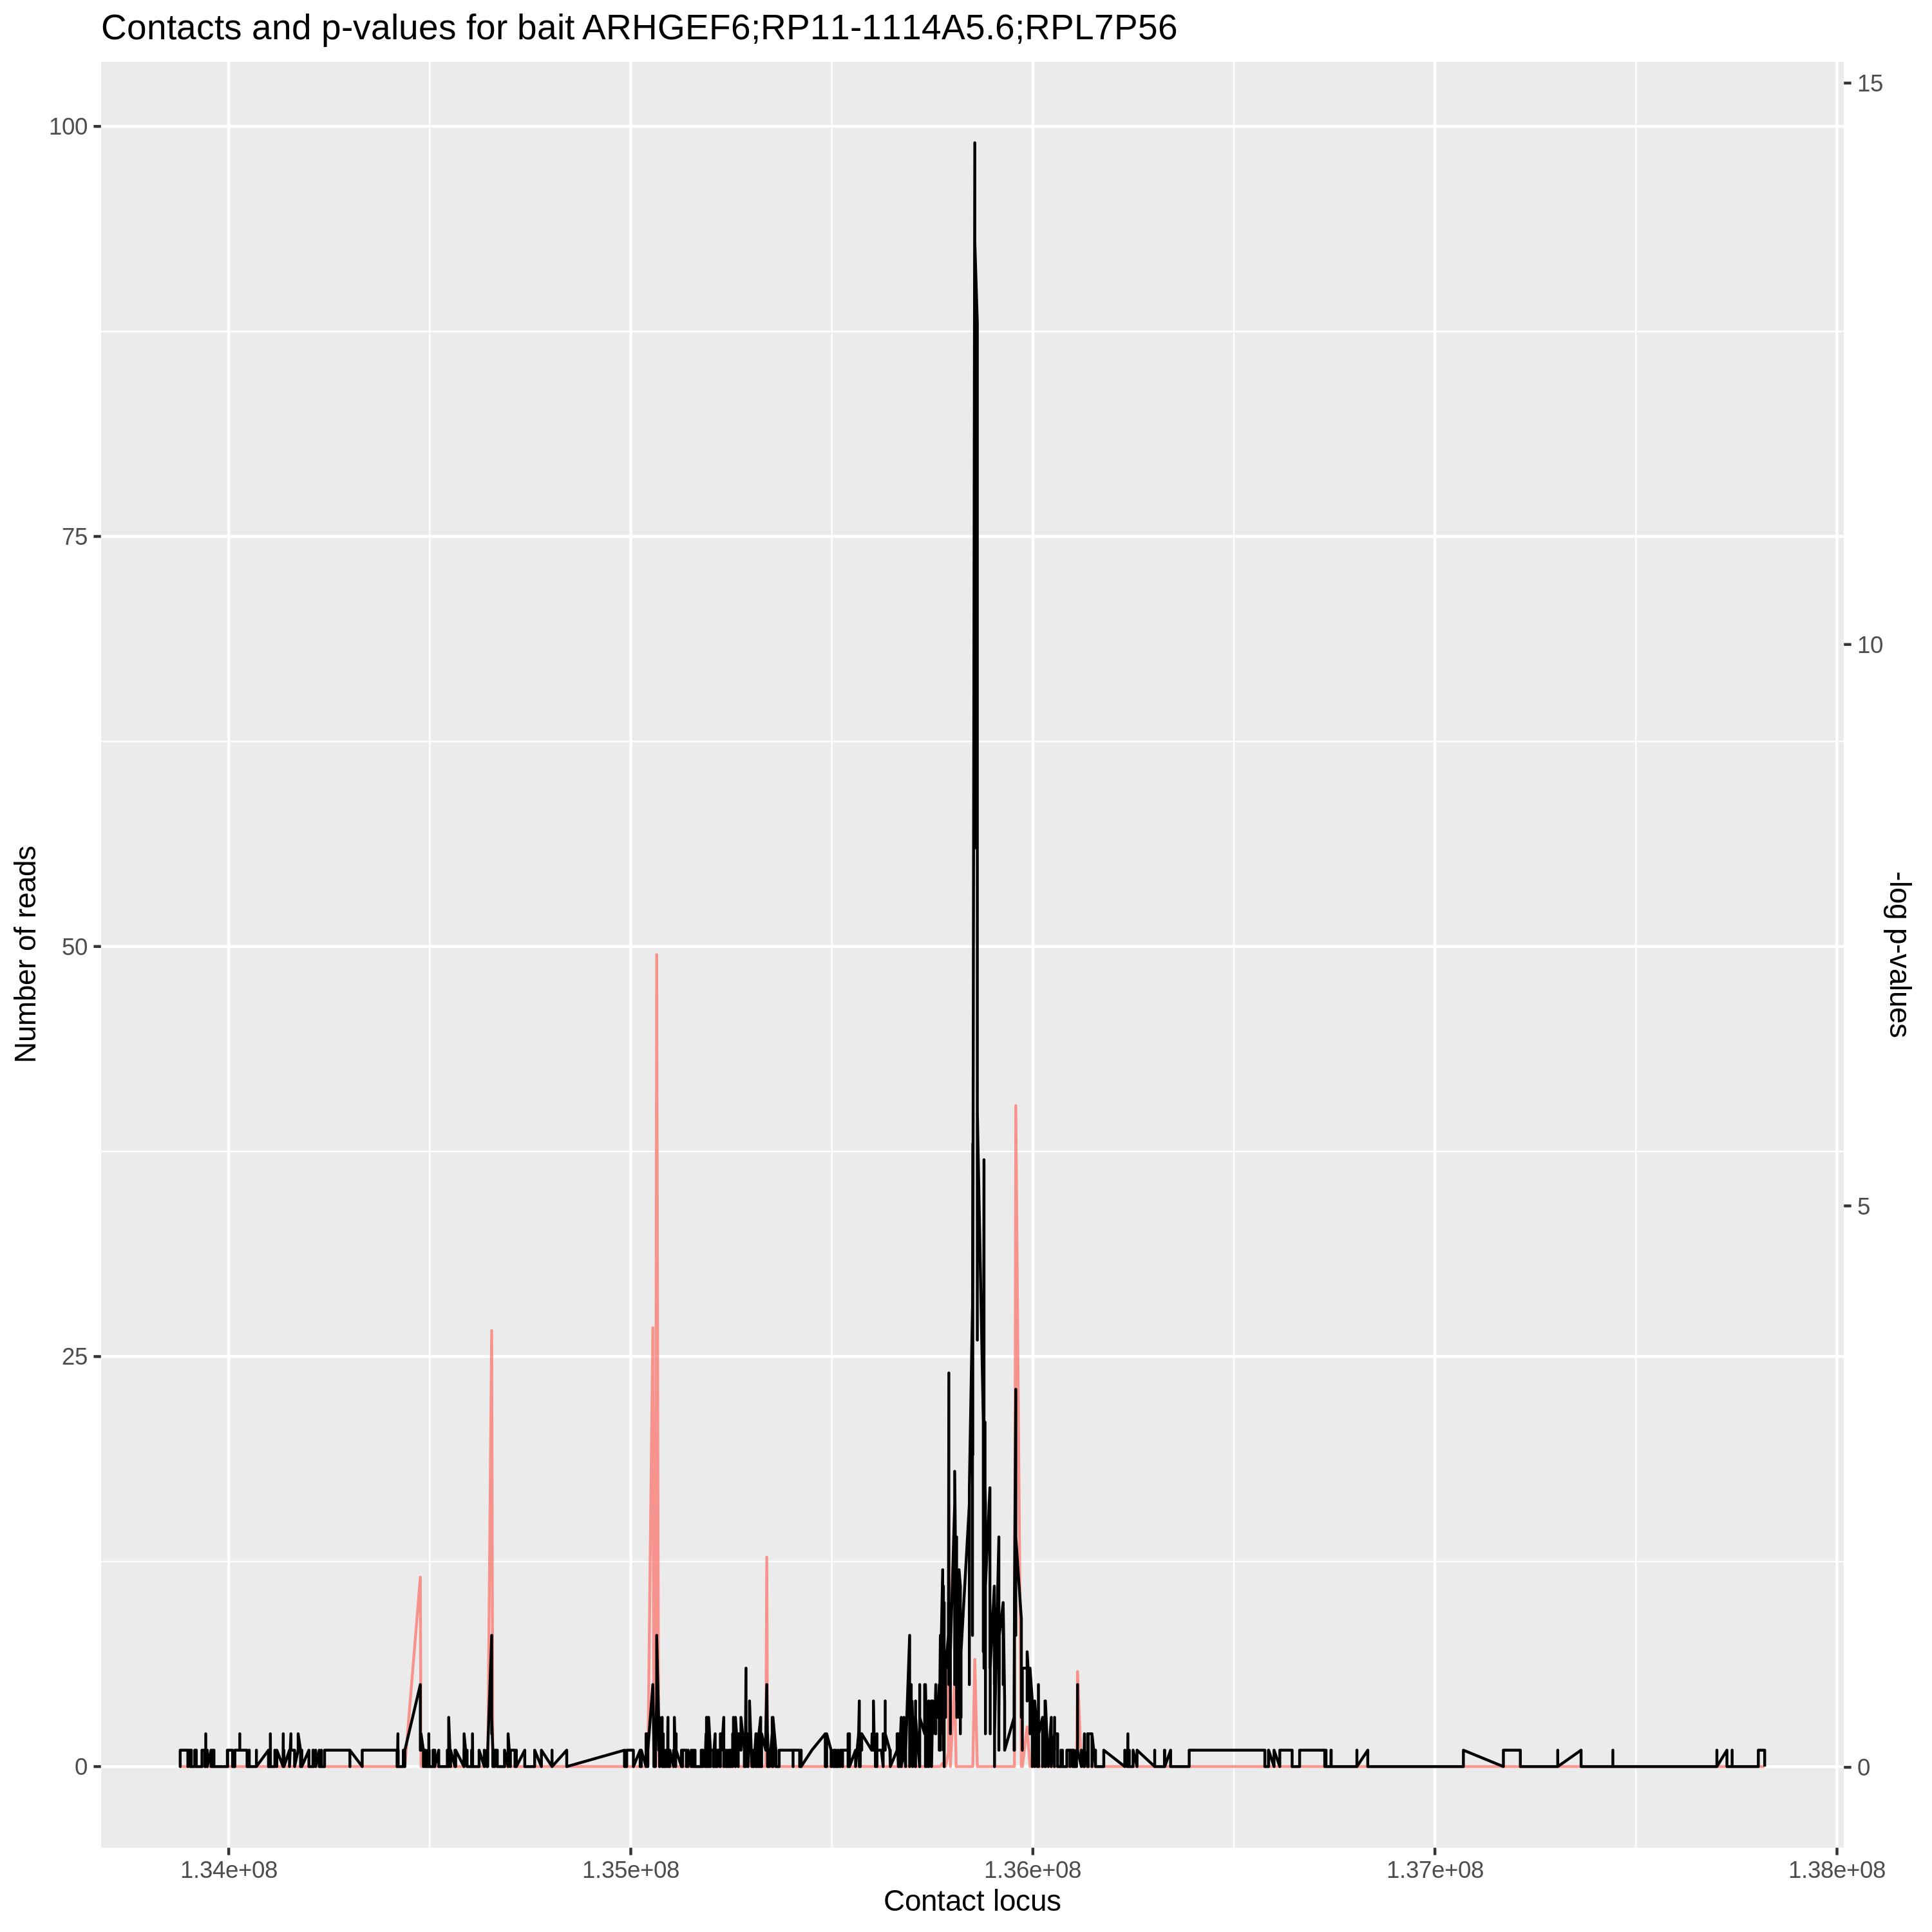 Contacts and p-values for bait ARHGEF6;RP11-1114A5.6;RPL7P56
100
75
50
25
0
Number of reads
15
10
5
0
-log p-values
1.34e+08
1.35e+08
1.36e+08
1.37e+08
1.38e+08
Contact locus